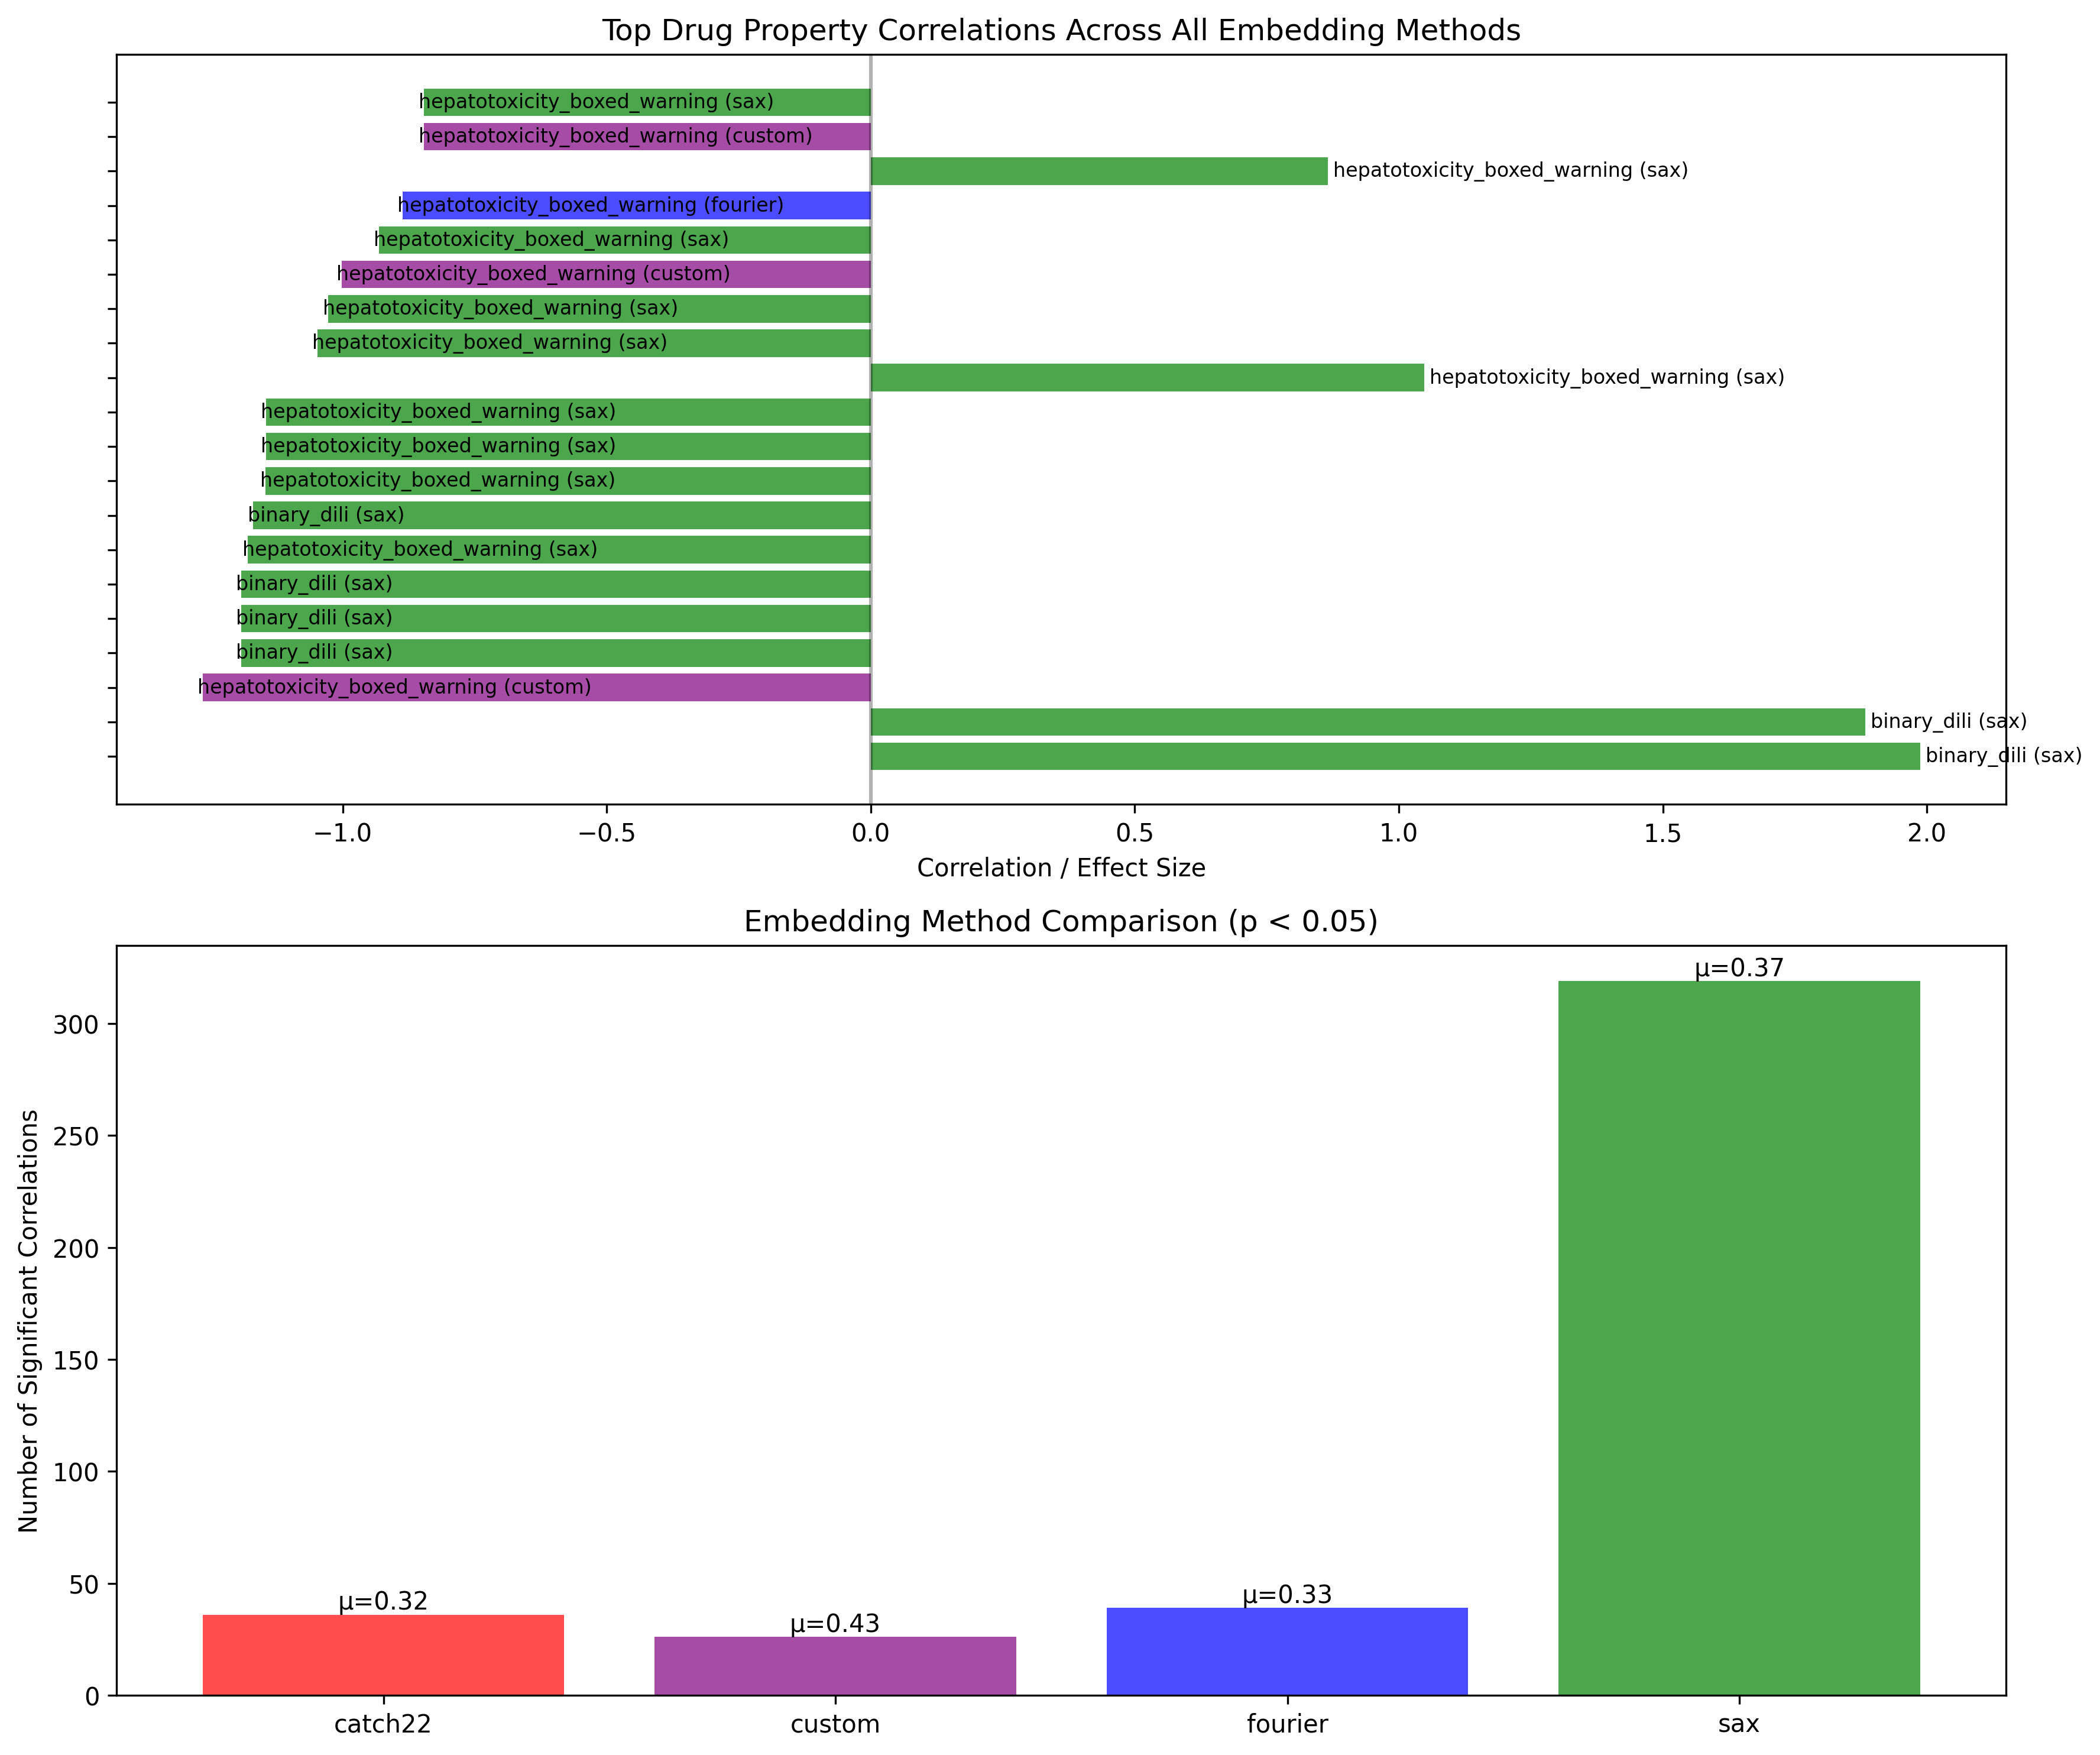 Top Drug Property Correlations Across All Embedding Methods
hepatotoxicity_boxed_warning (sax)
hepatotoxicity_boxed_warning (custom)
hepatotoxicity_boxed_warning (sax)
hepatotoxicity_boxed_warning (fourier)
hepatotoxicity_boxed_warning (sax)
hepatotoxicity_boxed_warning (custom)
hepatotoxicity_boxed_warning (sax)
hepatotoxicity_boxed_warning (sax)
hepatotoxicity_boxed_warning (sax)
hepatotoxicity_boxed_warning (sax)
hepatotoxicity_boxed_warning (sax)
hepatotoxicity_boxed_warning (sax)
binary_dili (sax)
hepatotoxicity_boxed_warning (sax)
binary_dili (sax)
binary_dili (sax)
binary_dili (sax)
hepatotoxicity_boxed_warning (custom)
binary_dili (sax)
binary_dili (sax)
−1.0 −0.5 0.0 0.5 1.0 1.5 2.0
Correlation / Effect Size
Embedding Method Comparison (p < 0.05)
Number of Significant Correlations
300
250
200
150
100
50
0
μ=0.32
μ=0.43
μ=0.33
μ=0.37
catch22 custom fourier sax